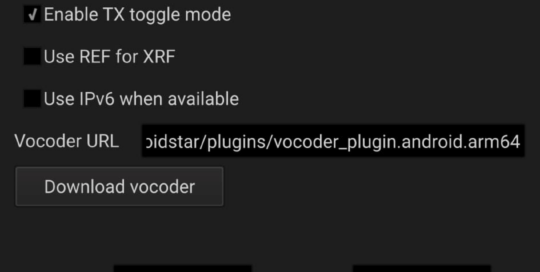 Enable TX toggle mode
Use REF for XRF
Use IPv6 when available
Vocoder URL oidstar/plugins/vocoder_plugin.android.arm64
Download vocoder